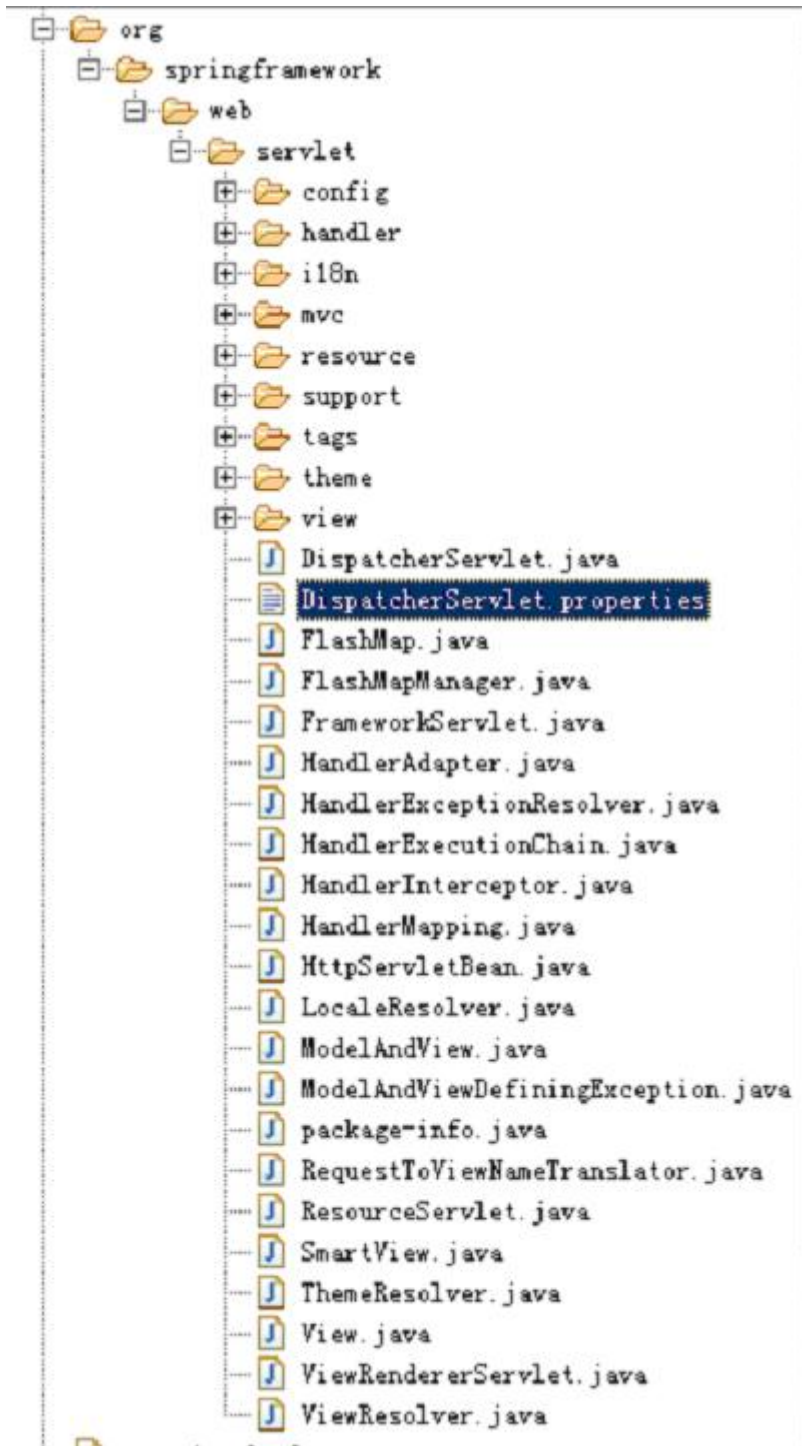 org
springframework
web
servlet
config
handler
i18n
mvc
resource
support
tags
theme
view
DispatcherServlet.java
DispatcherServlet.properties
FlashMap.java
FlashMapManager.java
FrameworkServlet.java
HandlerAdapter.java
HandlerExceptionResolver.java
HandlerExecutionChain.java
HandlerInterceptor.java
HandlerMapping.java
HttpServletBean.java
LocaleResolver.java
ModelAndView.java
ModelAndViewDefiningException.java
package-info.java
RequestToViewNameTranslator.java
ResourceServlet.java
SmartView.java
ThemeResolver.java
View.java
ViewRendererServlet.java
ViewResolver.java